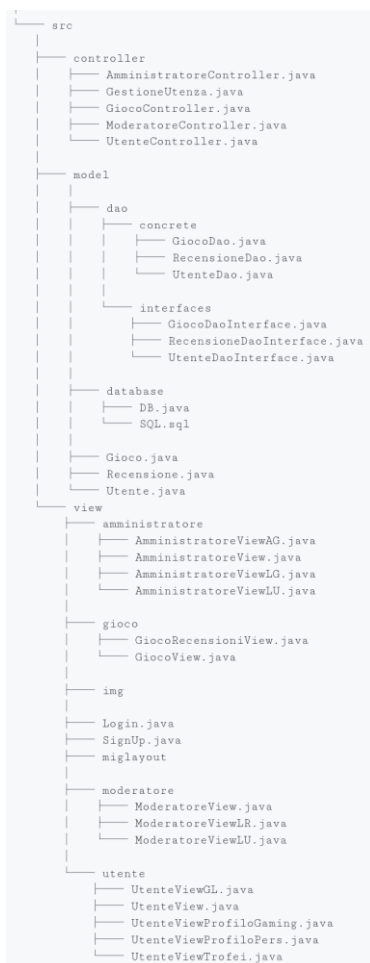 src
controller
AmministratoreController.java
GestioneUtenza.java
GiocoController.java
ModeratoreController.java
UtenteController.java
model
dao
concrete
GiocoDao.java
RecensioneDao.java
UtenteDao.java
interfaces
GiocoDaoInterface.java
RecensioneDaoInterface.java
UtenteDaoInterface.java
database
DB.java
SQL.sql
Gioco.java
Recensione.java
Utente.java
view
amministratore
AmministratoreViewAG.java
AmministratoreView.java
AmministratoreViewLG.java
AmministratoreViewLU.java
gioco
GiocoRecensioniView.java
GiocoView.java
img
Login.java
SignUp.java
miglayout
moderatore
ModeratoreView.java
ModeratoreViewLR.java
ModeratoreViewLU.java
utente
UtenteViewGL.java
UtenteView.java
UtenteViewProfiloGaming.java
UtenteViewProfiloPers.java
UtenteViewTrofei.java